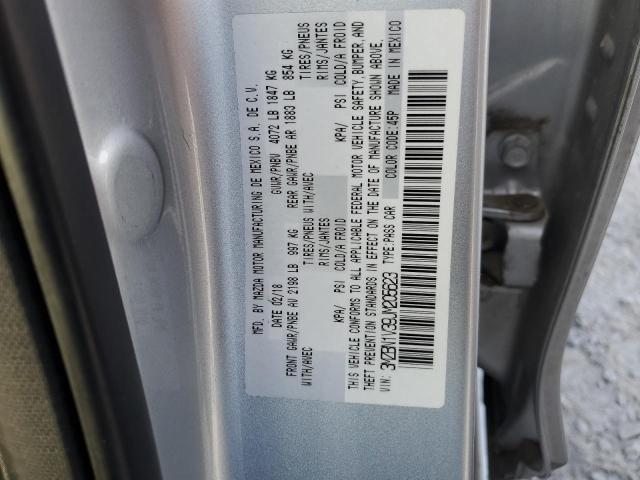 MFD. BY MAZDA MOTOR MANUFACTURING DE MEXICO S.A. DE C.V.
DATE 02/18 GVWR/PNBV 4072 LB 1847 KG
FRONT GAWR/PNBE AV 2198 LB 997 KG REAR GAWR/PNBE AR 1883 LB 854 KG
TIRES/PNEUS WITH/AVEC TIRES/PNEUS
WITH/AVEC RIMS/JANTES RIMS/JANTES
KPA/ PSI COLD/A FROID KPA/ PSI COLD/A FROID
THIS VEHICLE CONFORMS TO ALL APPLICABLE FEDERAL MOTOR VEHICLE SAFETY, BUMPER, AND
THEFT PREVENTION STANDARDS IN EFFECT ON THE DATE OF MANUFACTURE SHOWN ABOVE.
VIN: 3MZBN1V39JM205623 TYPE:PASS CAR COLOR CODE:45P MADE IN MEXICO